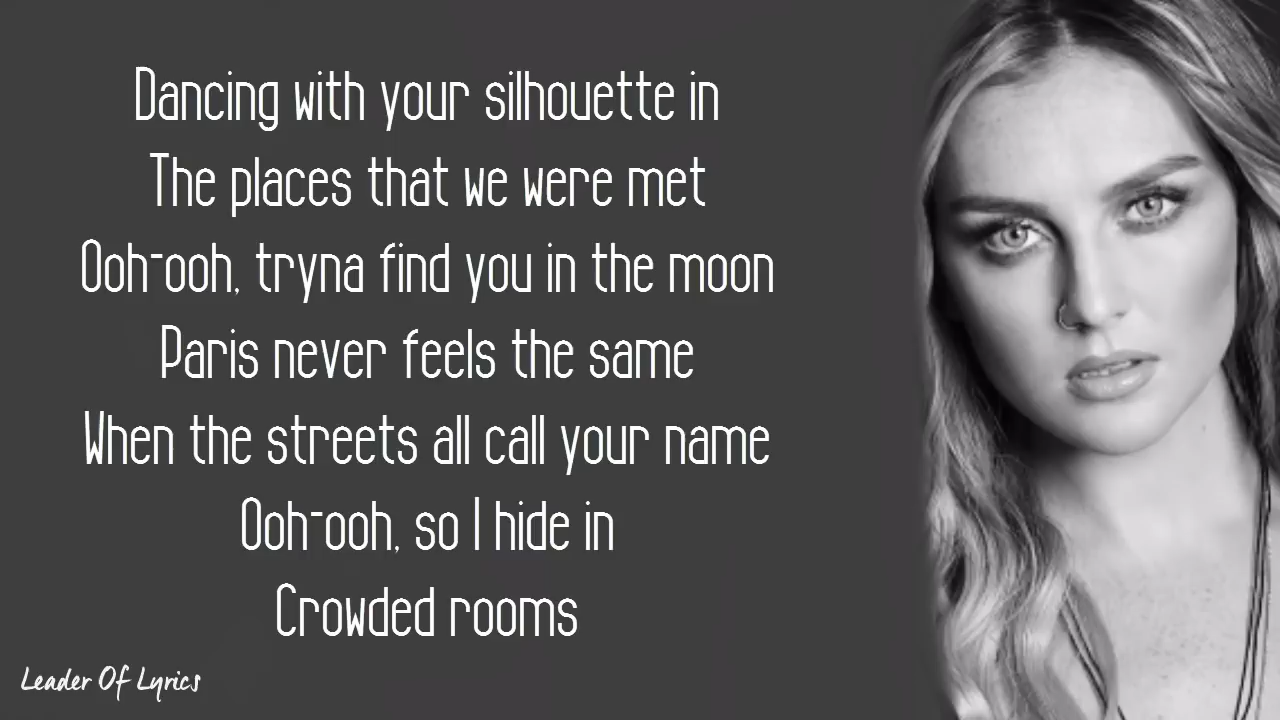 Dancing with your silhouette in
The places that we were met
Ooh-ooh, tryna find you in the moon
Paris never feels the same
When the streets all call your name
Ooh-ooh, so I hide in
Crowded rooms
Leader Of Lyrics